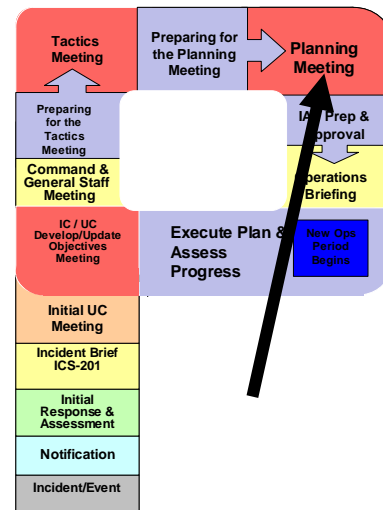 Tactics
Meeting
Preparing for
the Planning
Meeting
Planning
Meeting
Preparing
for the
Tactics
Meeting
Prep &
Command &
General Staff
Meeting
Operations
Briefing
IC / UC
Develop/Update
Objectives
Meeting
Execute Plan &
Assess
Progress
New Ops
Period
Begins
Initial UC
Meeting
Incident Brief
ICS-201
Initial
Response &
Assessment
Notification
Incident/Event